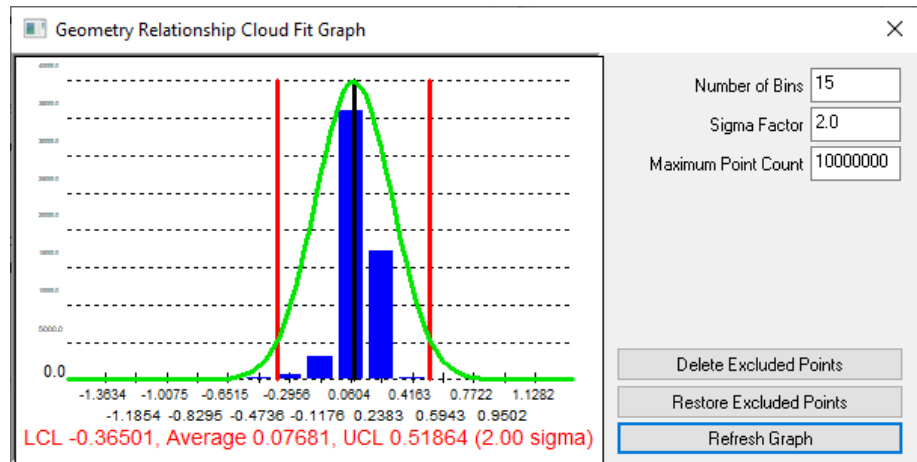 Geometry Relationship Cloud Fit Graph
Number of Bins 15
Sigma Factor 2.0
Maximum Point Count 10000000
5000.0
0.0
-1.3634 -1.0075 -0.6515 -0.2956 0.0604 0.4163 0.7722 1.1282
-1.1854 -0.8295 -0.4736 -0.1176 0.2383 0.5943 0.9502
LCL -0.36501, Average 0.07681, UCL 0.51864 (2.00 sigma)
Delete Excluded Points
Restore Excluded Points
Refresh Graph